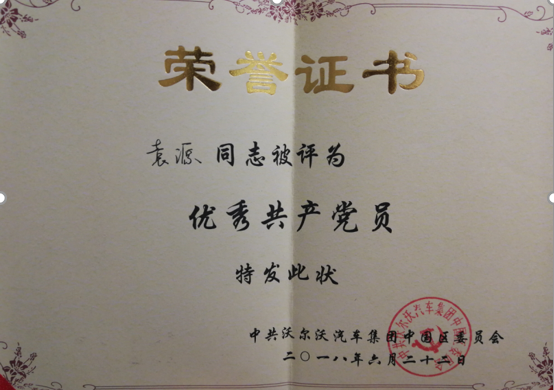 荣誉证书
袁源 同志被评为
优秀共产党员
特发此状
中共沃尔沃汽车集团中国区委员会
二〇一八年六月二十二日